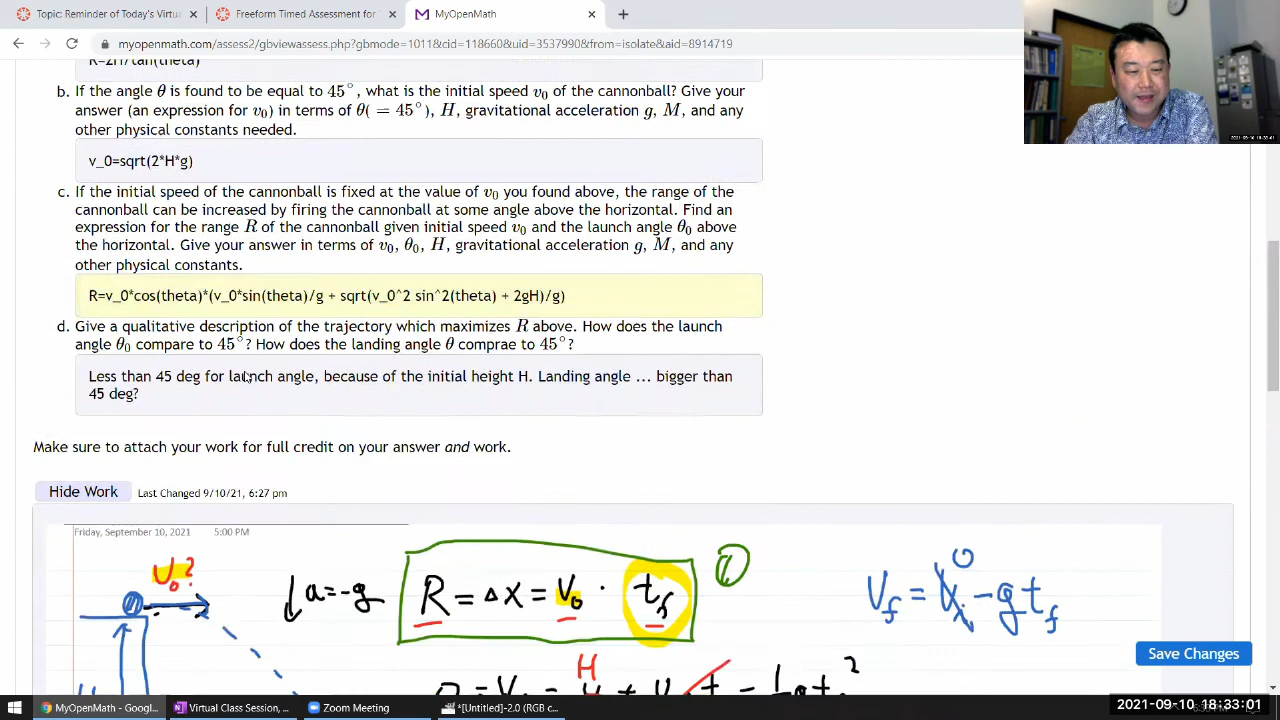 Topic: Reminder of Today's Virtu
Freeform Timed Assessment for
MyOpenMath
myopenmath.com/assess2/gbviewassess.php?gbmode=10
&cid=118660&uid=3537990&from=isolate&aid=8914719
R=2H/tan(theta)
b. If the angle θ is found to be equal to 45°, what is the initial speed v₀ of the cannonball? Give your
answer (an expression for v₀) in terms of θ( = 45°), H, gravitational acceleration g, M, and any
other physical constants needed.
v_0=sqrt(2*H*g)
c. If the initial speed of the cannonball is fixed at the value of v₀ you found above, the range of the
cannonball can be increased by firing the cannonball at some angle above the horizontal. Find an
expression for the range R of the cannonball given initial speed v₀ and the launch angle θ₀ above
the horizontal. Give your answer in terms of v₀, θ₀, H, gravitational acceleration g, M, and any
other physical constants.
R=v_0*cos(theta)*(v_0*sin(theta)/g + sqrt(v_0^2 sin^2(theta) + 2gH)/g)
d. Give a qualitative description of the trajectory which maximizes R above. How does the launch
angle θ₀ compare to 45°? How does the landing angle θ comprae to 45°?
Less than 45 deg for launch angle, because of the initial height H. Landing angle ... bigger than
45 deg?
Make sure to attach your work for full credit on your answer and work.
Hide Work
Last Changed 9/10/21, 6:27 pm
Friday, September 10, 2021 5:00 PM
v₀?
a=-g
R = Δx = v₀ · t_f
①
v_f = v_i - g t_f
0
H
Save Changes
MyOpenMath - Googl...
Virtual Class Session, ...
Zoom Meeting
*[Untitled]-2.0 (RGB c...
2021-09-10 18:33:01